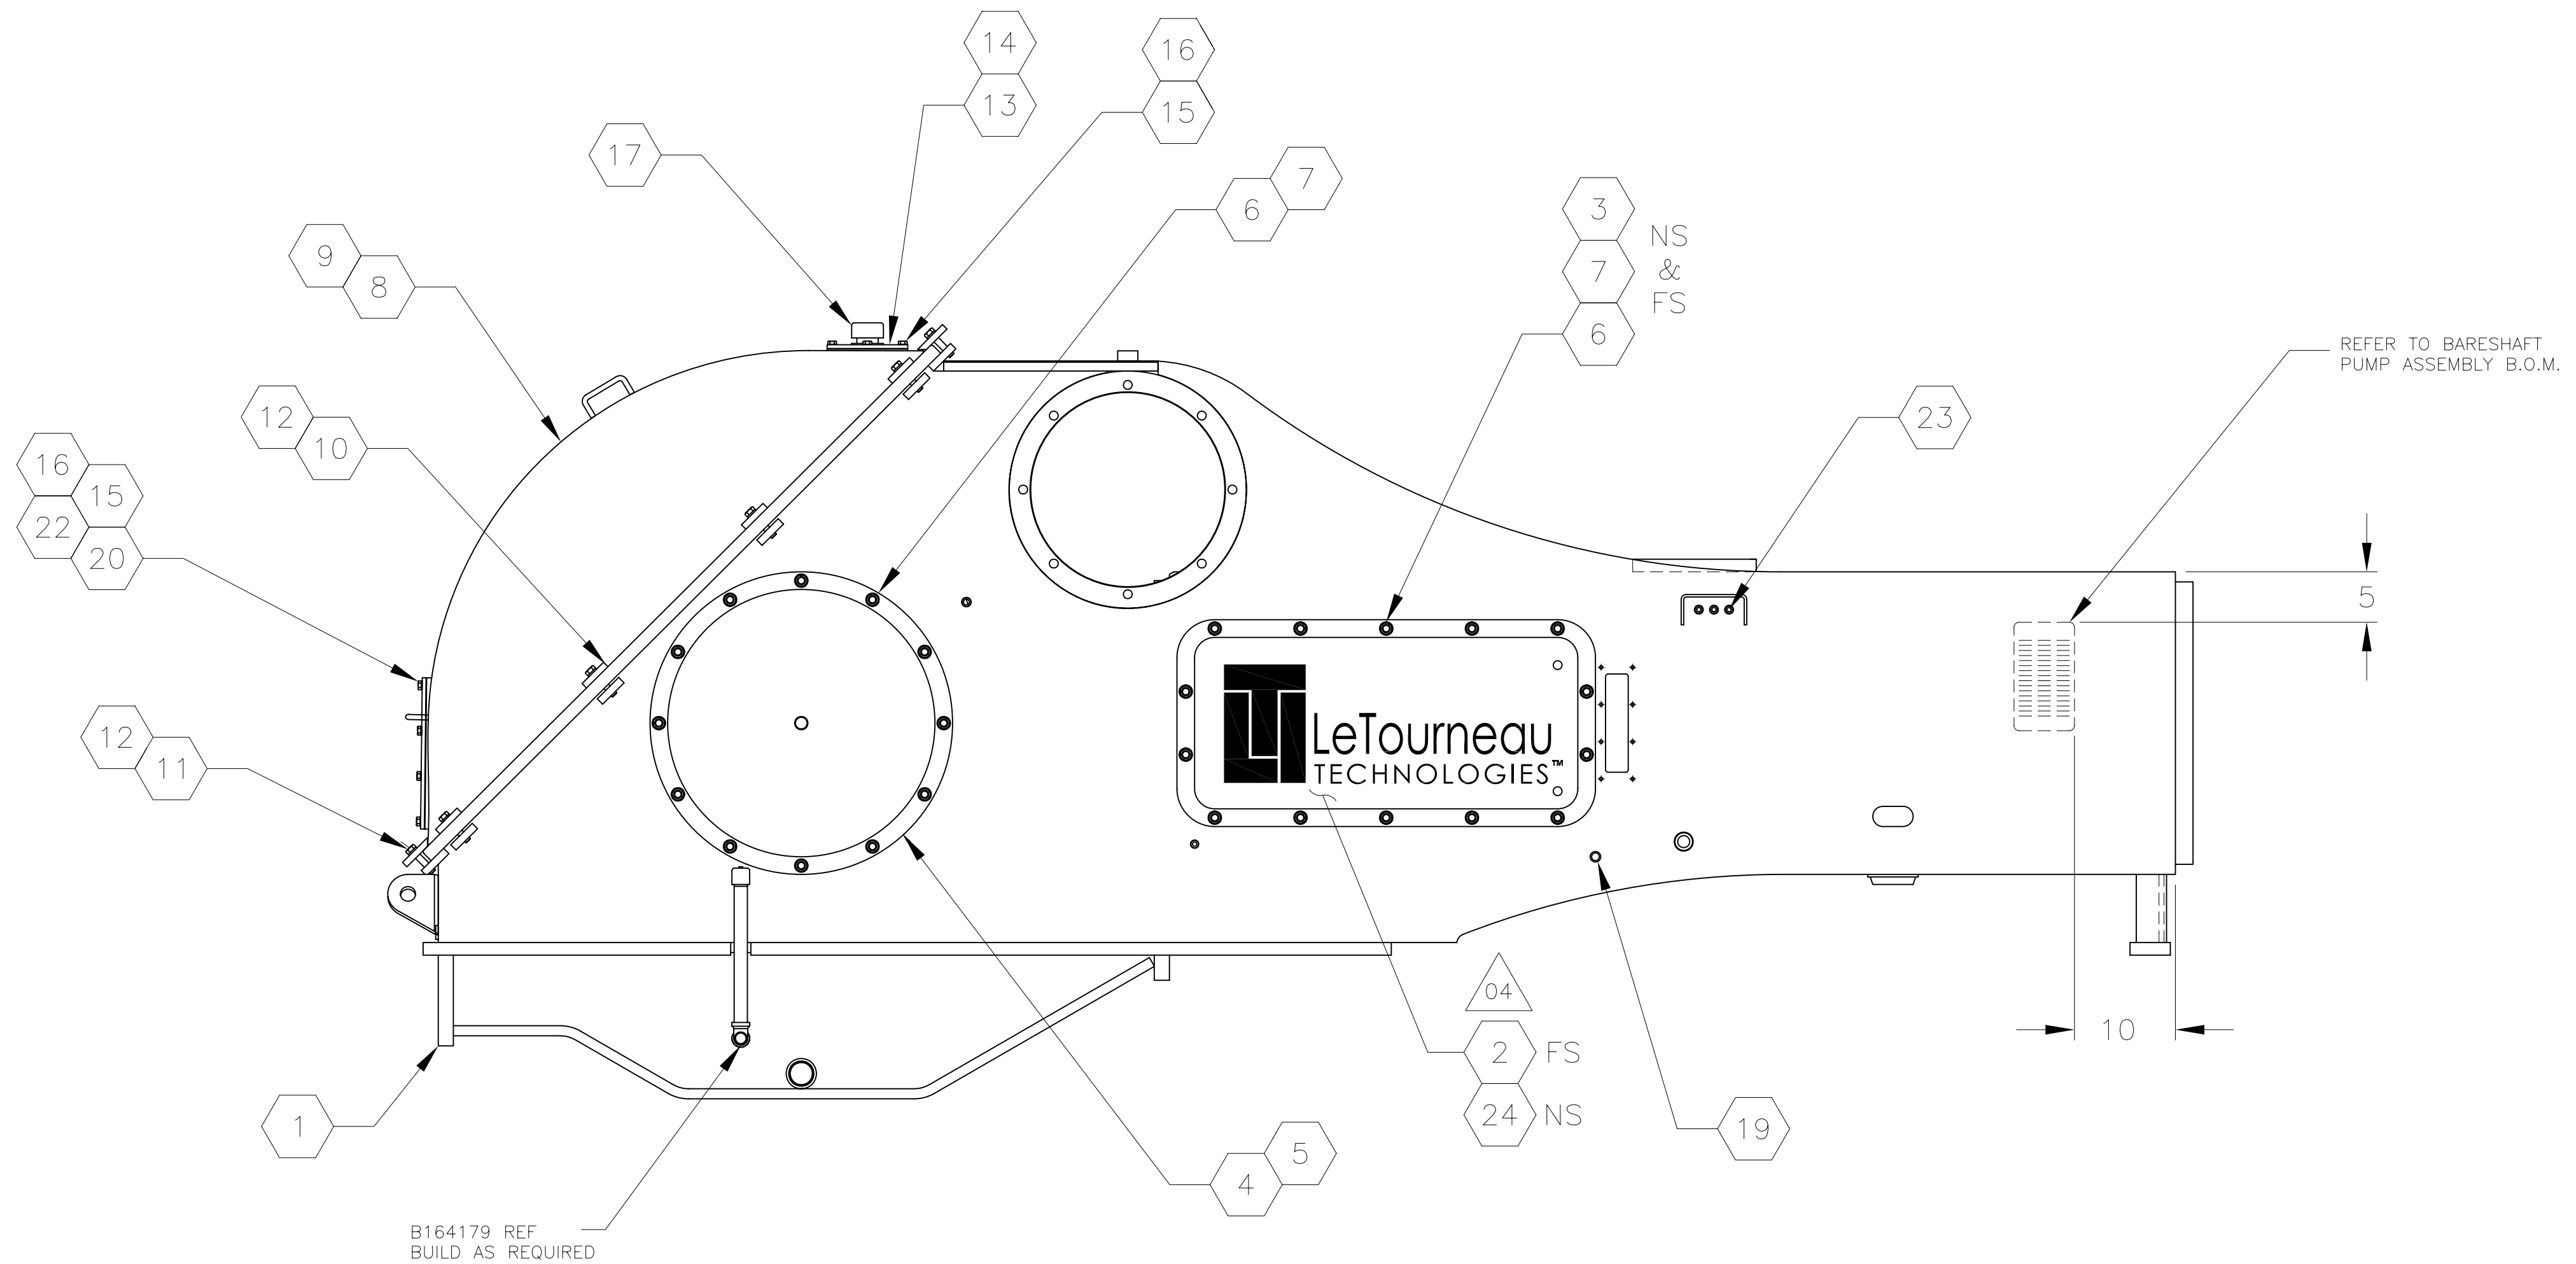 14
16
13
15
17
7
6
3
NS
7
&
FS
6
9
8
REFER TO BARESHAFT
PUMP ASSEMBLY B.O.M.
12
10
23
16
15
22
20
5
12
11
LeTourneau
TECHNOLOGIES™
04
2 FS
24 NS
10
1
19
5
4
B164179 REF
BUILD AS REQUIRED